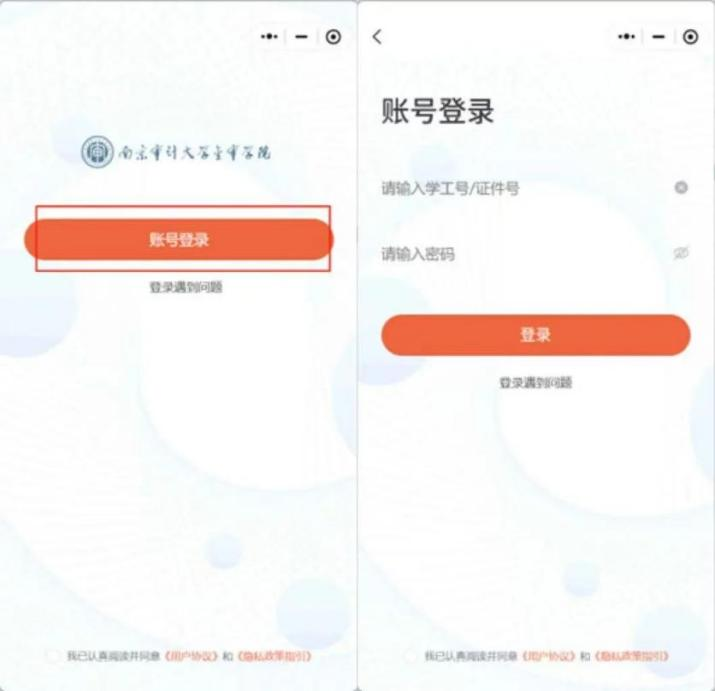 南京审计大学金审学院
账号登录
登录遇到问题
我已认真阅读并同意《用户协议》和《隐私政策指引》
账号登录
请输入学工号/证件号
请输入密码
登录
登录遇到问题
我已认真阅读并同意《用户协议》和《隐私政策指引》